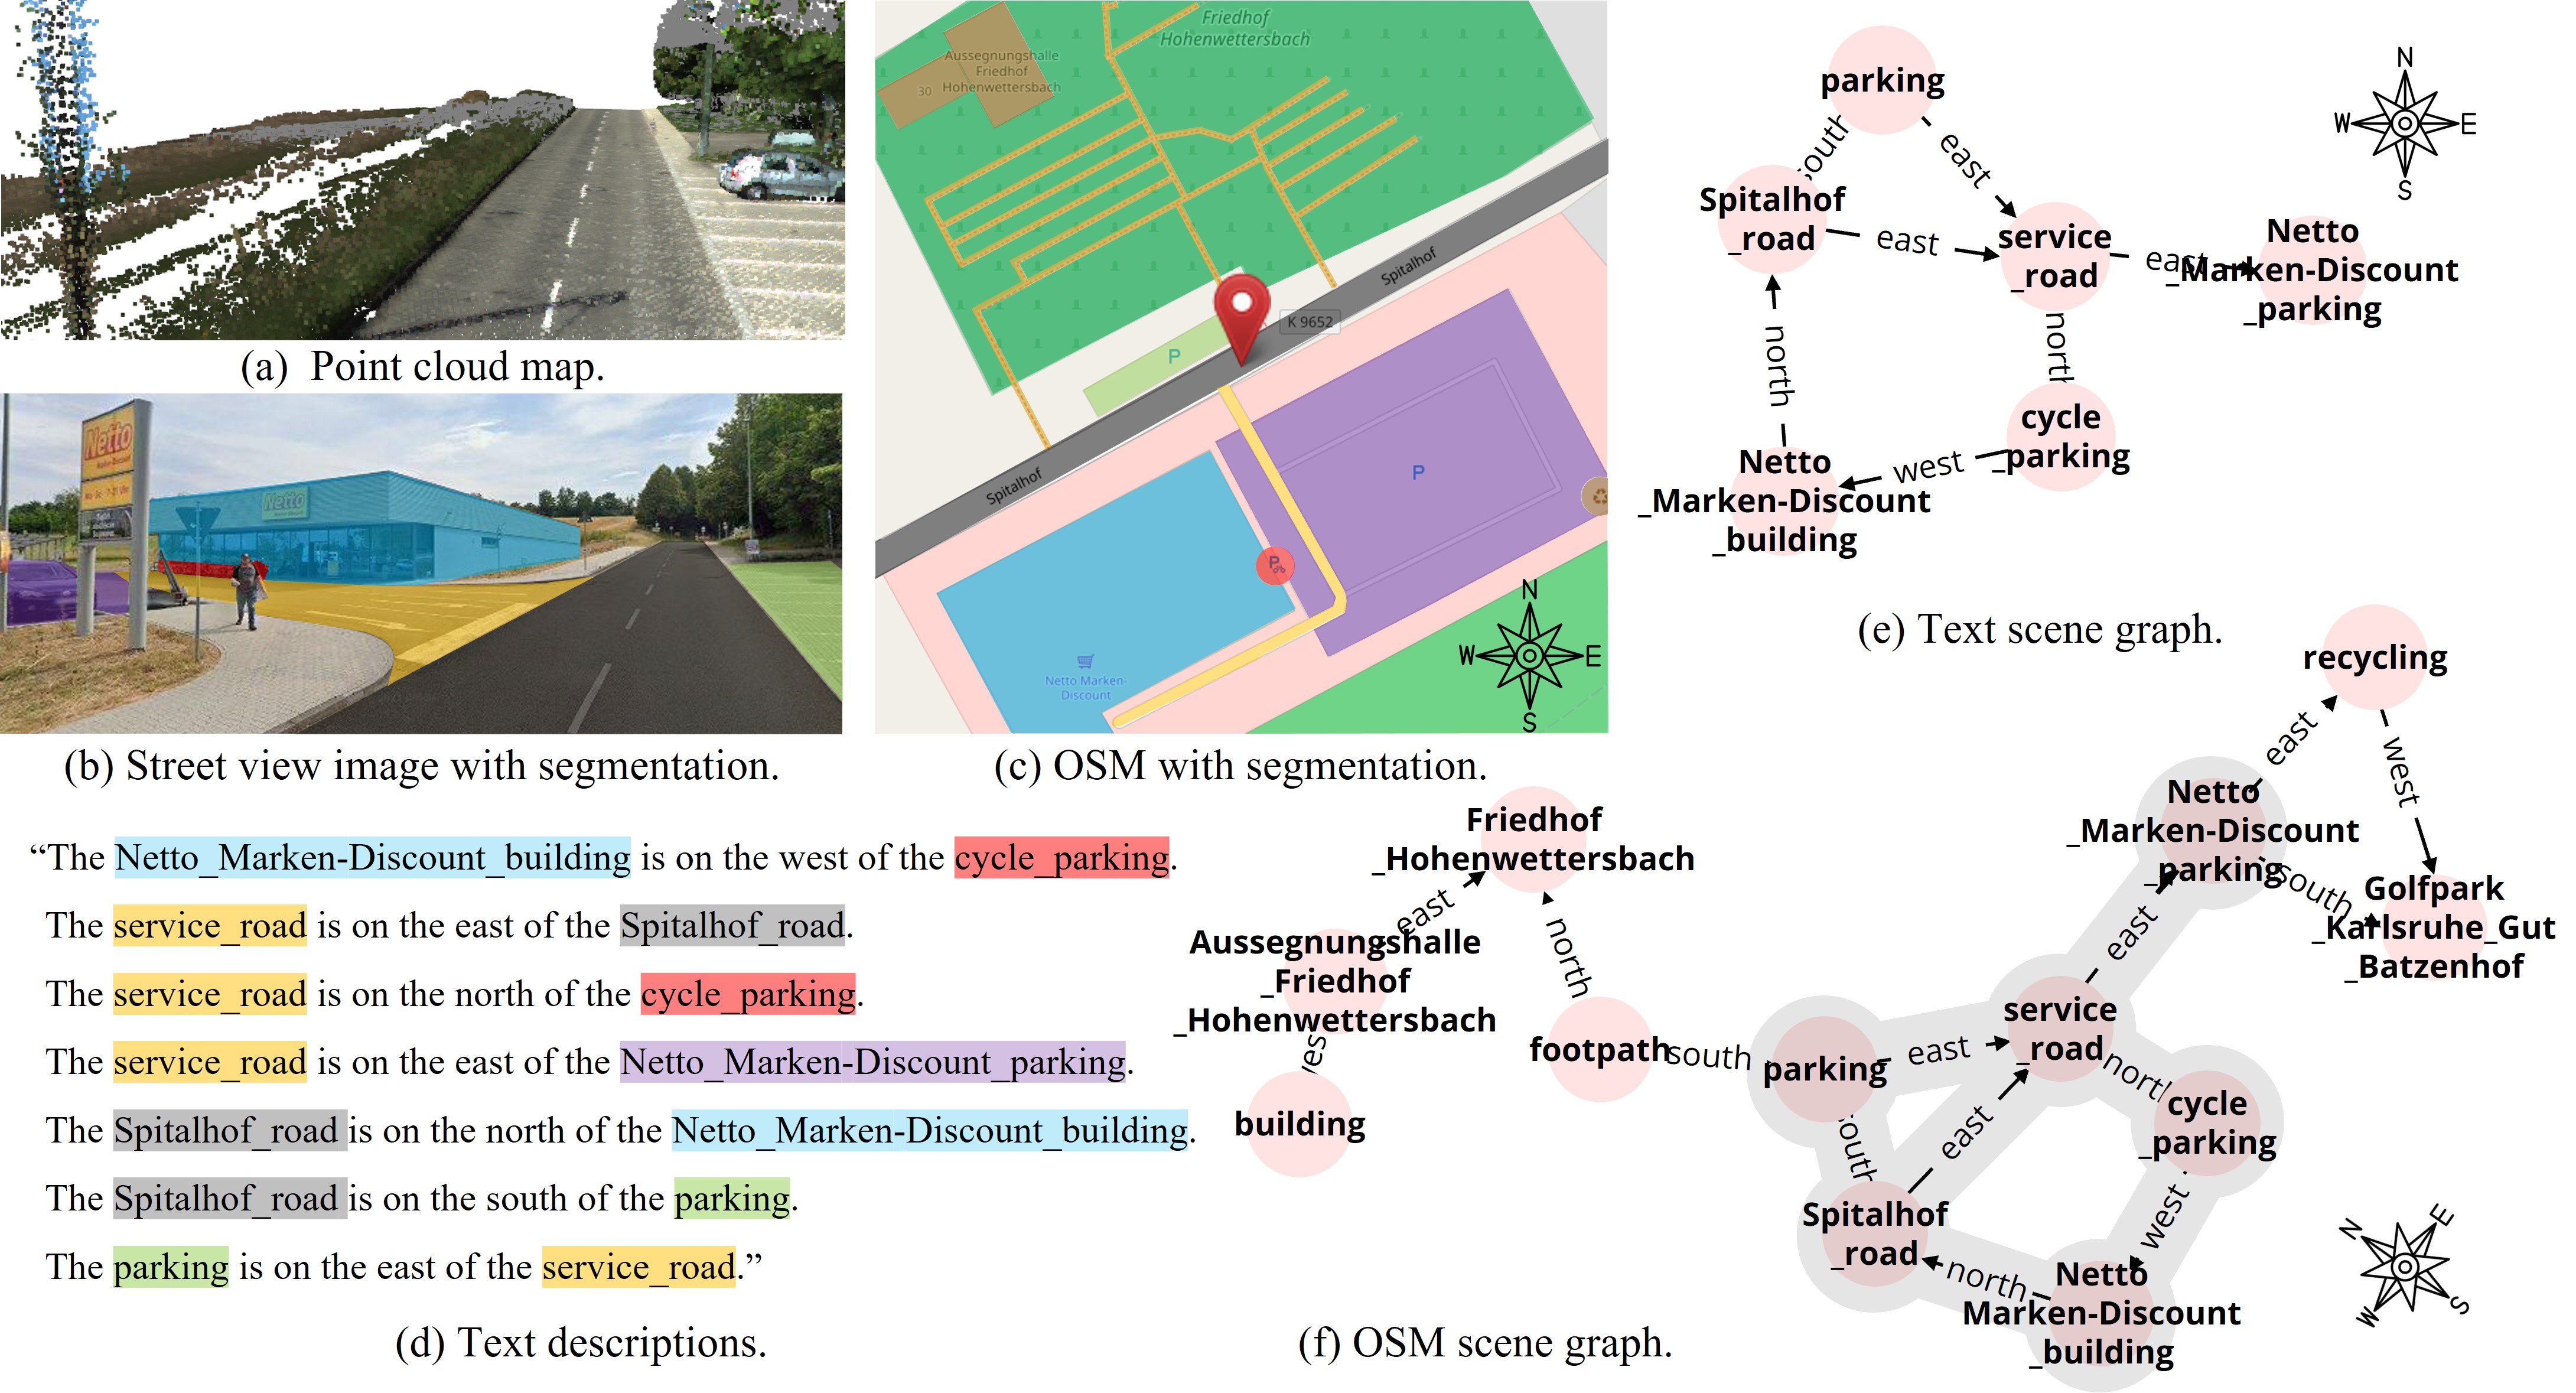 (a) Point cloud map.
Netto
Marken-Discount
Netto
(b) Street view image with segmentation.
Friedhof
Hohenwettersbach
Aussegnungshalle
Friedhof
Hohenwettersbach
30
Spitalhof
K 9652
P
P
Spitalhof
P
Netto Marken-
Discount
N
W
E
S
(c) OSM with segmentation.
“The Netto_Marken-Discount_building is on the west of the cycle_parking.
The service_road is on the east of the Spitalhof_road.
The service_road is on the north of the cycle_parking.
The service_road is on the east of the Netto_Marken-Discount_parking.
The Spitalhof_road is on the north of the Netto_Marken-Discount_building.
The Spitalhof_road is on the south of the parking.
The parking is on the east of the service_road.”
(d) Text descriptions.
parking
south
east
Spitalhof
_road
east
service
_road
east
Netto
_Marken-Discount
_parking
north
north
cycle
_parking
west
Netto
_Marken-Discount
_building
N
W
E
S
(e) Text scene graph.
recycling
east
west
Netto
_Marken-Discount
_parking
south
Golfpark
_Karlsruhe_Gut
_Batzenhof
Friedhof
_Hohenwettersbach
east
north
Aussegnungshalle
_Friedhof
_Hohenwettersbach
west
building
footpath
south
parking
east
service
_road
east
north
cycle
_parking
south
east
Spitalhof
_road
west
north
Netto
Marken-Discount
_building
N
E
W
S
(f) OSM scene graph.